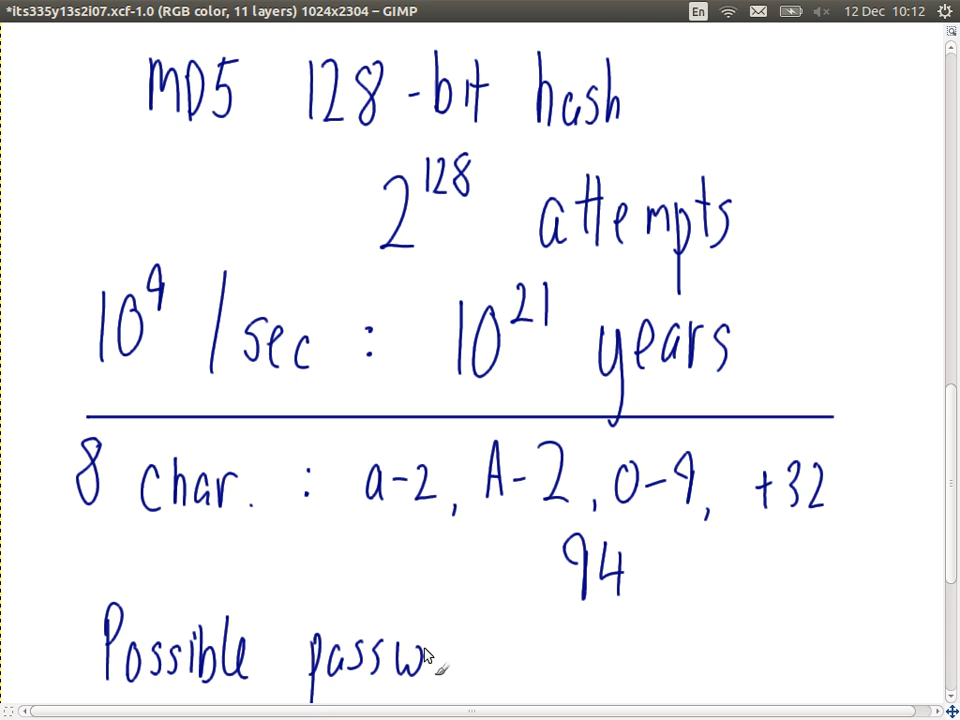 *its335y13s2i07.xcf-1.0 (RGB color, 11 layers) 1024x2304 – GIMP En 12 Dec 10:12
MD5 128-bit hash
2^128 attempts
10^9 /sec : 10^21 years
8 char. : a-z, A-Z, 0-9, +32
94
Possible passw